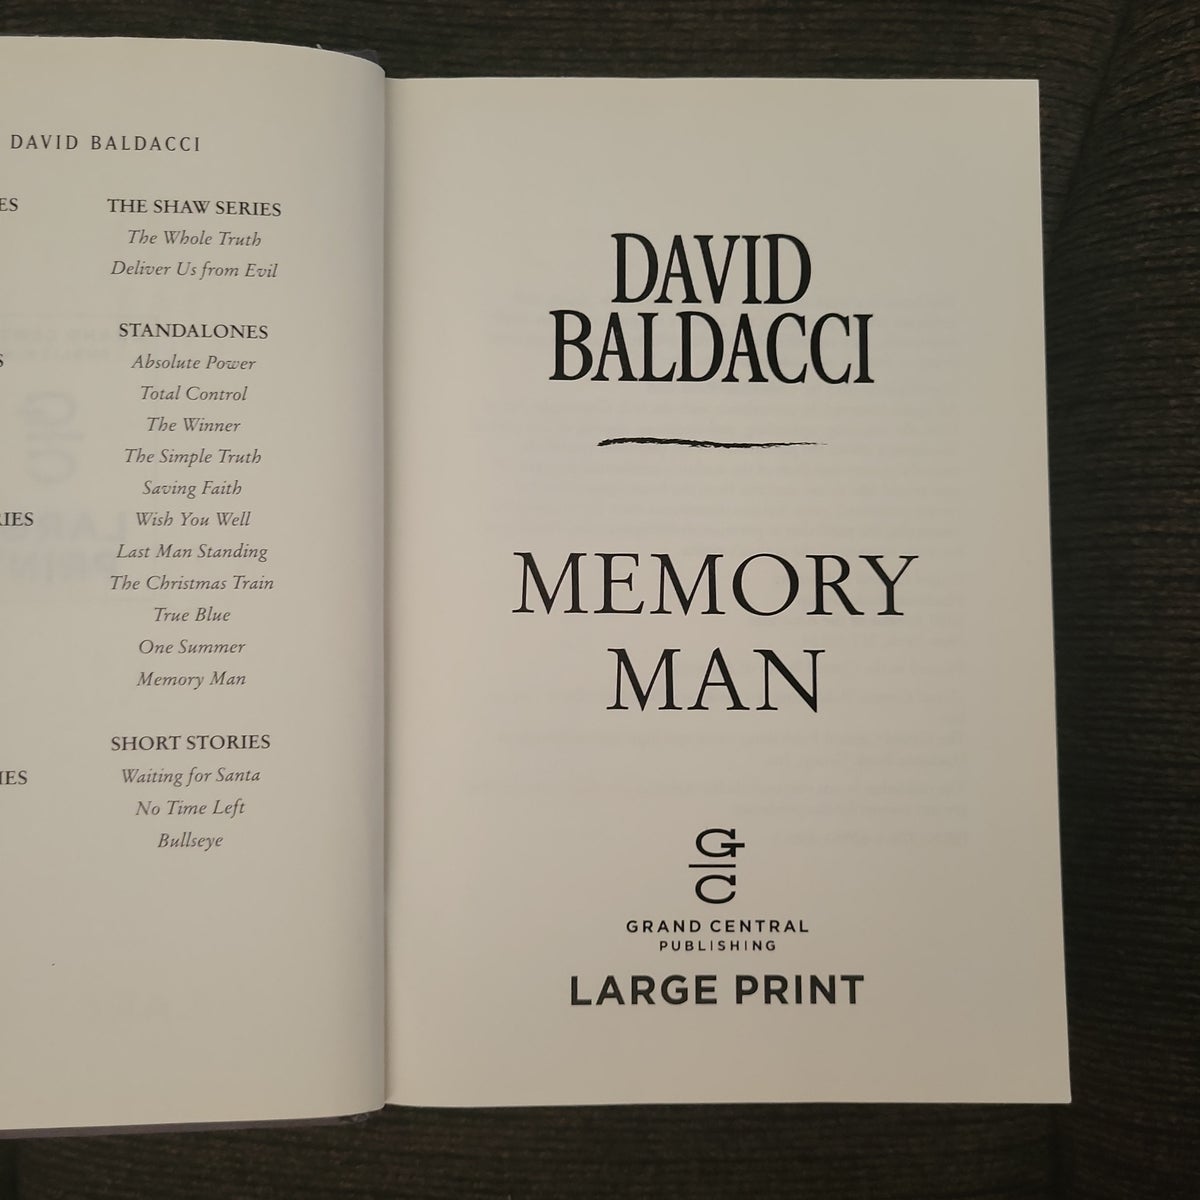 DAVID BALDACCI
THE SHAW SERIES
The Whole Truth
Deliver Us from Evil
STANDALONES
Absolute Power
Total Control
The Winner
The Simple Truth
Saving Faith
Wish You Well
Last Man Standing
The Christmas Train
True Blue
One Summer
Memory Man
SHORT STORIES
Waiting for Santa
No Time Left
Bullseye
DAVID
BALDACCI
MEMORY
MAN
G
C
GRAND CENTRAL
PUBLISHING
LARGE PRINT